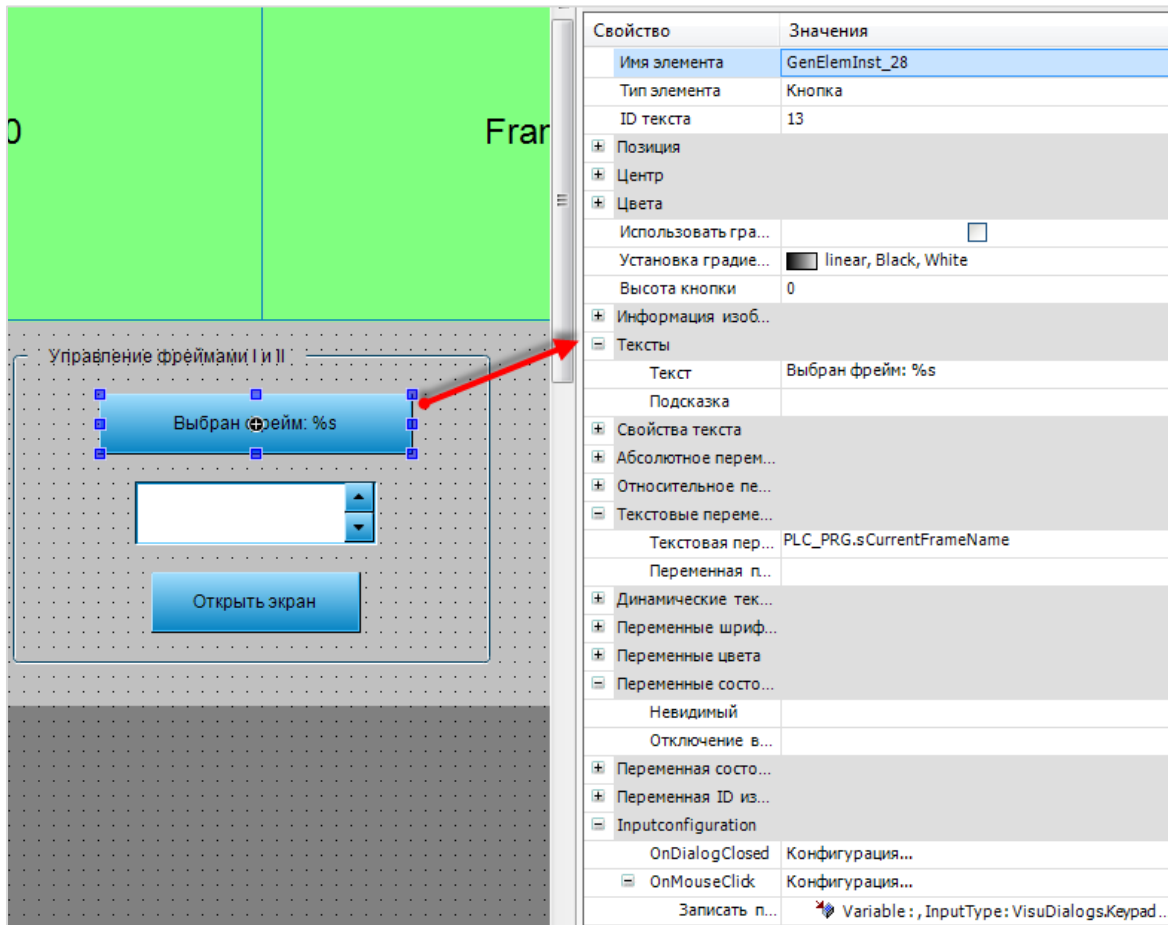 0
Fran
Управление фреймами I и II
Выбран фрейм: %s
Открыть экран
Свойство Значения
Имя элемента GenElemInst_28
Тип элемента Кнопка
ID текста 13
Позиция
Центр
Цвета
Использовать гра...
Установка градие... linear, Black, White
Высота кнопки 0
Информация изоб...
Тексты
Текст Выбран фрейм: %s
Подсказка
Свойства текста
Абсолютное перем...
Относительное пе...
Текстовые переме...
Текстовая пер... PLC_PRG.sCurrentFrameName
Переменная п...
Динамические тек...
Переменные шриф...
Переменные цвета
Переменные состо...
Невидимый
Отключение в...
Переменная состо...
Переменная ID из...
Inputconfiguration
OnDialogClosed Конфигурация...
OnMouseClick Конфигурация...
Записать п... Variable: , InputType: VisuDialogs.Keypad...